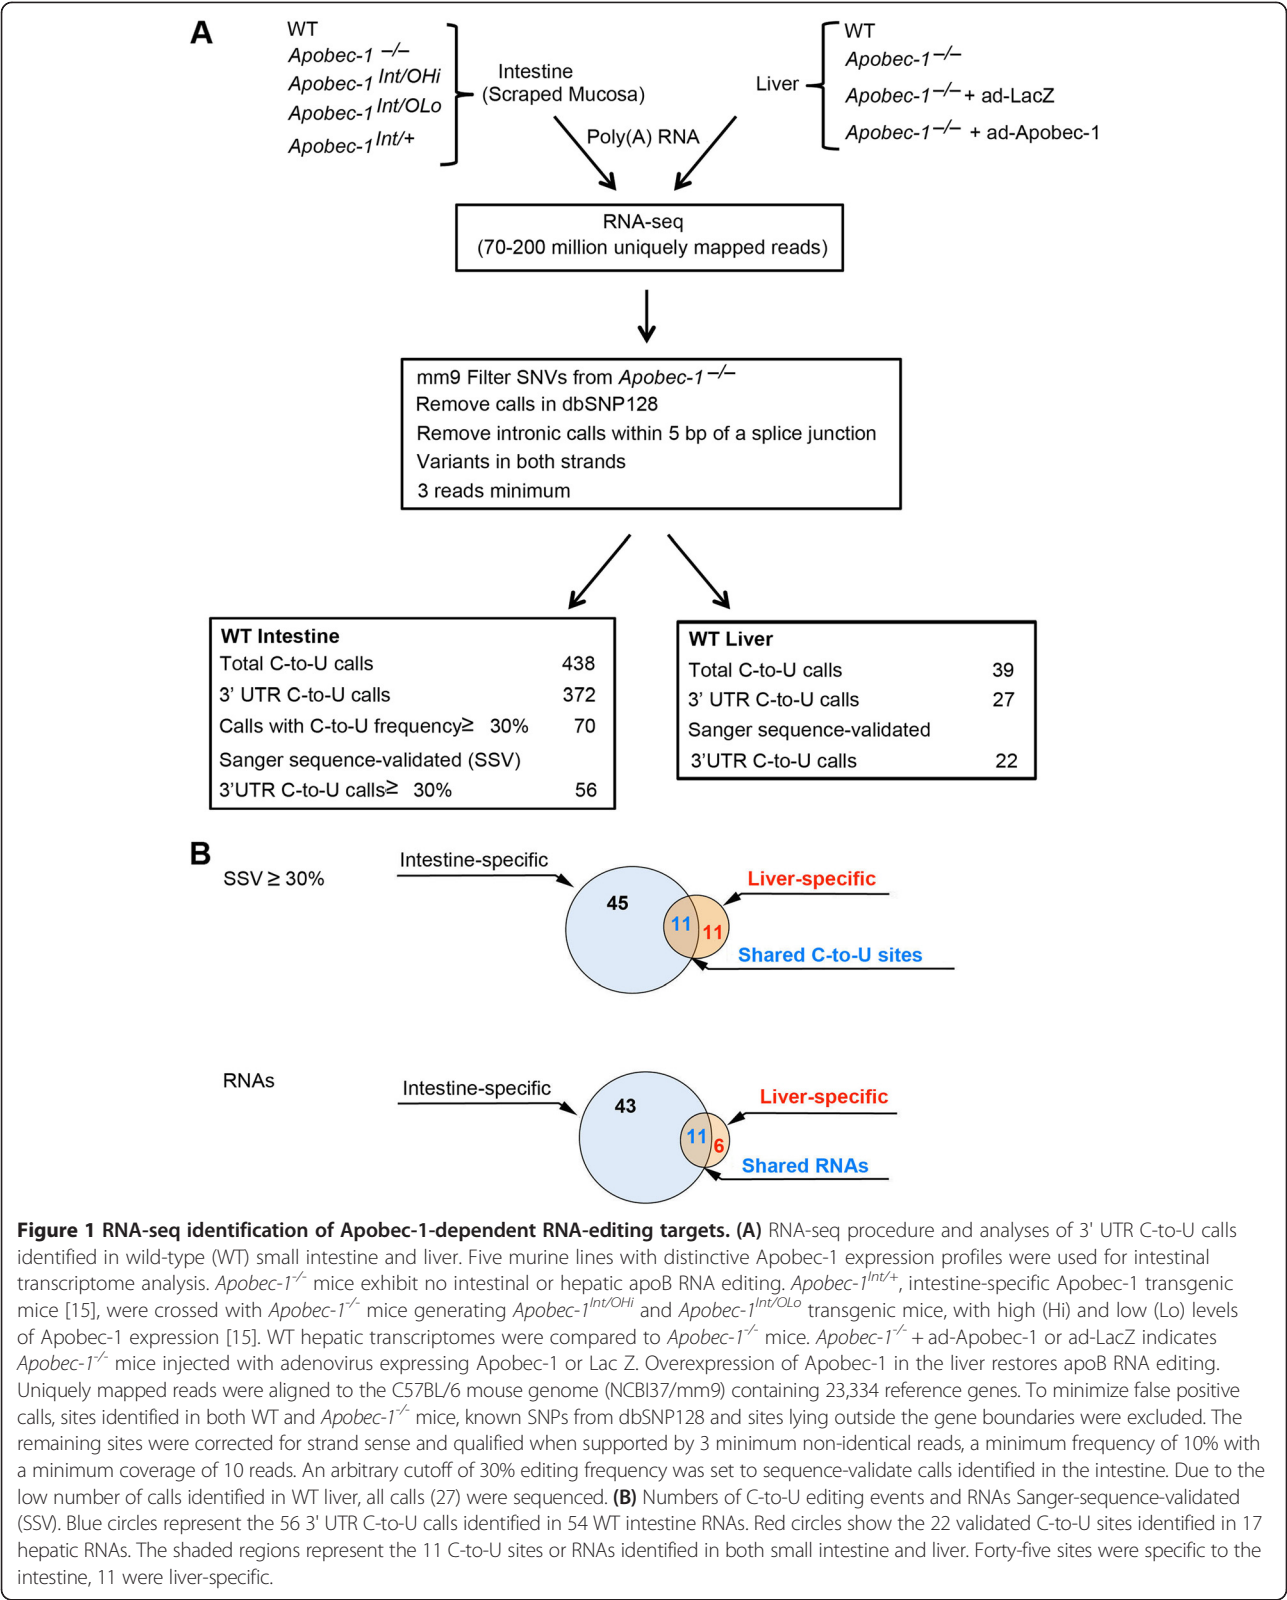 A
WT
Apobec-1 –/–
Apobec-1 Int/OHi
Apobec-1 Int/OLo
Apobec-1 Int/+
Intestine
(Scraped Mucosa)
Liver
WT
Apobec-1 –/–
Apobec-1 –/– + ad-LacZ
Apobec-1 –/– + ad-Apobec-1
Poly(A) RNA
RNA-seq
(70-200 million uniquely mapped reads)
mm9 Filter SNVs from Apobec-1 –/–
Remove calls in dbSNP128
Remove intronic calls within 5 bp of a splice junction
Variants in both strands
3 reads minimum
WT Intestine
Total C-to-U calls 438
3' UTR C-to-U calls 372
Calls with C-to-U frequency≥ 30% 70
Sanger sequence-validated (SSV)
3'UTR C-to-U calls≥ 30% 56
WT Liver
Total C-to-U calls 39
3' UTR C-to-U calls 27
Sanger sequence-validated
3'UTR C-to-U calls 22
B
SSV ≥ 30%
Intestine-specific
45
11
11
Liver-specific
Shared C-to-U sites
RNAs
Intestine-specific
43
11
6
Liver-specific
Shared RNAs
Figure 1 RNA-seq identification of Apobec-1-dependent RNA-editing targets. (A) RNA-seq procedure and analyses of 3' UTR C-to-U calls
identified in wild-type (WT) small intestine and liver. Five murine lines with distinctive Apobec-1 expression profiles were used for intestinal
transcriptome analysis. Apobec-1-/- mice exhibit no intestinal or hepatic apoB RNA editing. Apobec-1Int/+, intestine-specific Apobec-1 transgenic
mice [15], were crossed with Apobec-1-/- mice generating Apobec-1Int/OHi and Apobec-1Int/OLo transgenic mice, with high (Hi) and low (Lo) levels
of Apobec-1 expression [15]. WT hepatic transcriptomes were compared to Apobec-1-/- mice. Apobec-1-/- + ad-Apobec-1 or ad-LacZ indicates
Apobec-1-/- mice injected with adenovirus expressing Apobec-1 or Lac Z. Overexpression of Apobec-1 in the liver restores apoB RNA editing.
Uniquely mapped reads were aligned to the C57BL/6 mouse genome (NCBI37/mm9) containing 23,334 reference genes. To minimize false positive
calls, sites identified in both WT and Apobec-1-/- mice, known SNPs from dbSNP128 and sites lying outside the gene boundaries were excluded. The
remaining sites were corrected for strand sense and qualified when supported by 3 minimum non-identical reads, a minimum frequency of 10% with
a minimum coverage of 10 reads. An arbitrary cutoff of 30% editing frequency was set to sequence-validate calls identified in the intestine. Due to the
low number of calls identified in WT liver, all calls (27) were sequenced. (B) Numbers of C-to-U editing events and RNAs Sanger-sequence-validated
(SSV). Blue circles represent the 56 3' UTR C-to-U calls identified in 54 WT intestine RNAs. Red circles show the 22 validated C-to-U sites identified in 17
hepatic RNAs. The shaded regions represent the 11 C-to-U sites or RNAs identified in both small intestine and liver. Forty-five sites were specific to the
intestine, 11 were liver-specific.